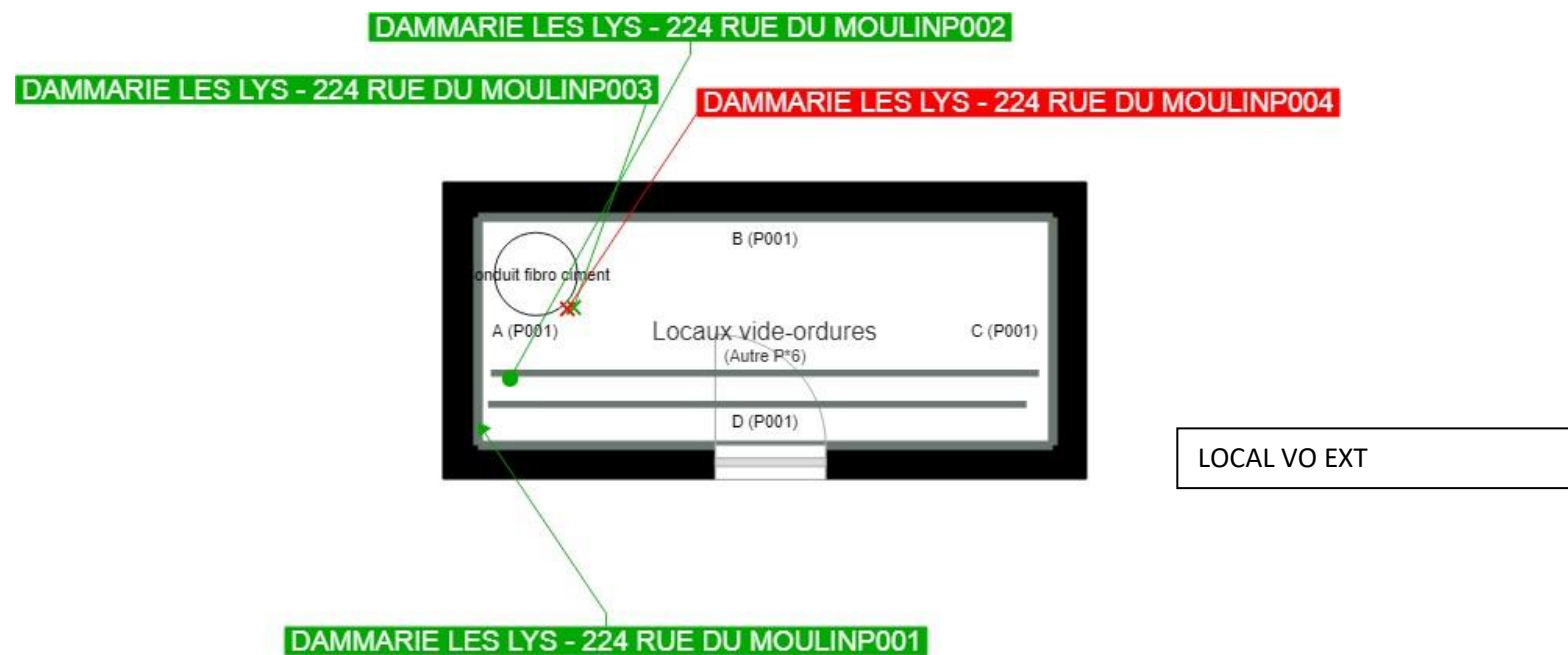 DAMMARIE LES LYS - 224 RUE DU MOULINP002
DAMMARIE LES LYS - 224 RUE DU MOULINP003
DAMMARIE LES LYS - 224 RUE DU MOULINP004
B (P001)
onduit fibro ciment
A (P001)
Locaux vide-ordures
C (P001)
(Autre P*6)
D (P001)
LOCAL VO EXT
DAMMARIE LES LYS - 224 RUE DU MOULINP001